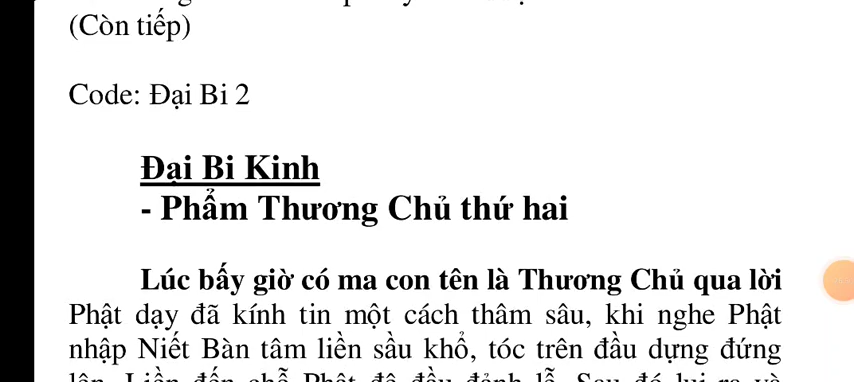 (Còn tiếp)
Code: Đại Bi 2
Đại Bi Kinh
- Phẩm Thương Chủ thứ hai
Lúc bấy giờ có ma con tên là Thương Chủ qua lời
Phật dạy đã kính tin một cách thâm sâu, khi nghe Phật
nhập Niết Bàn tâm liền sầu khổ, tóc trên đầu dựng đứng